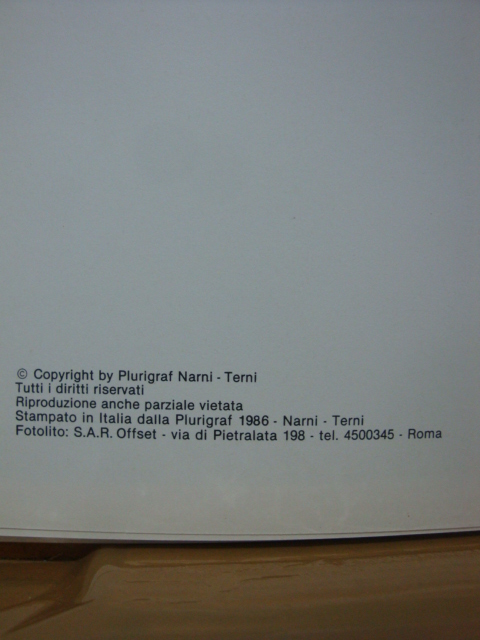 © Copyright by Plurigraf Narni - Terni
Tutti i diritti riservati
Riproduzione anche parziale vietata
Stampato in Italia dalla Plurigraf 1986 - Narni - Terni
Fotolito: S.A.R. Offset - via di Pietralata 198 - tel. 4500345 - Roma